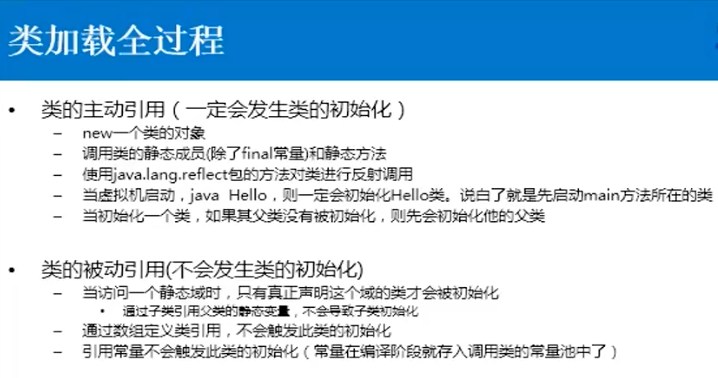 类加载全过程
• 类的主动引用（一定会发生类的初始化）
– new一个类的对象
– 调用类的静态成员(除了final常量)和静态方法
– 使用java.lang.reflect包的方法对类进行反射调用
– 当虚拟机启动，java Hello，则一定会初始化Hello类。说白了就是先启动main方法所在的类
– 当初始化一个类，如果其父类没有被初始化，则先会初始化他的父类
• 类的被动引用(不会发生类的初始化)
– 当访问一个静态域时，只有真正声明这个域的类才会被初始化
• 通过子类引用父类的静态变量，不会导致子类初始化
– 通过数组定义类引用，不会触发此类的初始化
– 引用常量不会触发此类的初始化（常量在编译阶段就存入调用类的常量池中了）